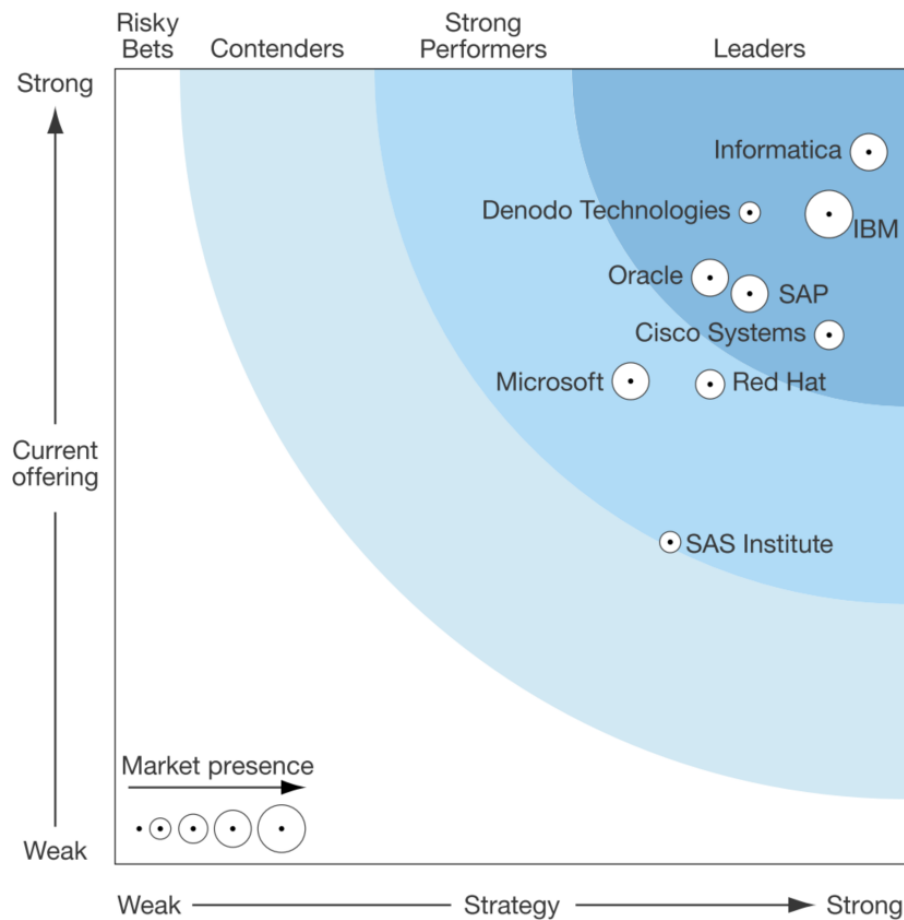 Risky
Bets
Contenders
Strong
Performers
Leaders
Strong
Informatica
Denodo Technologies
IBM
Oracle
SAP
Cisco Systems
Microsoft
Red Hat
Current
offering
SAS Institute
Market presence
Weak
Weak
Strategy
Strong